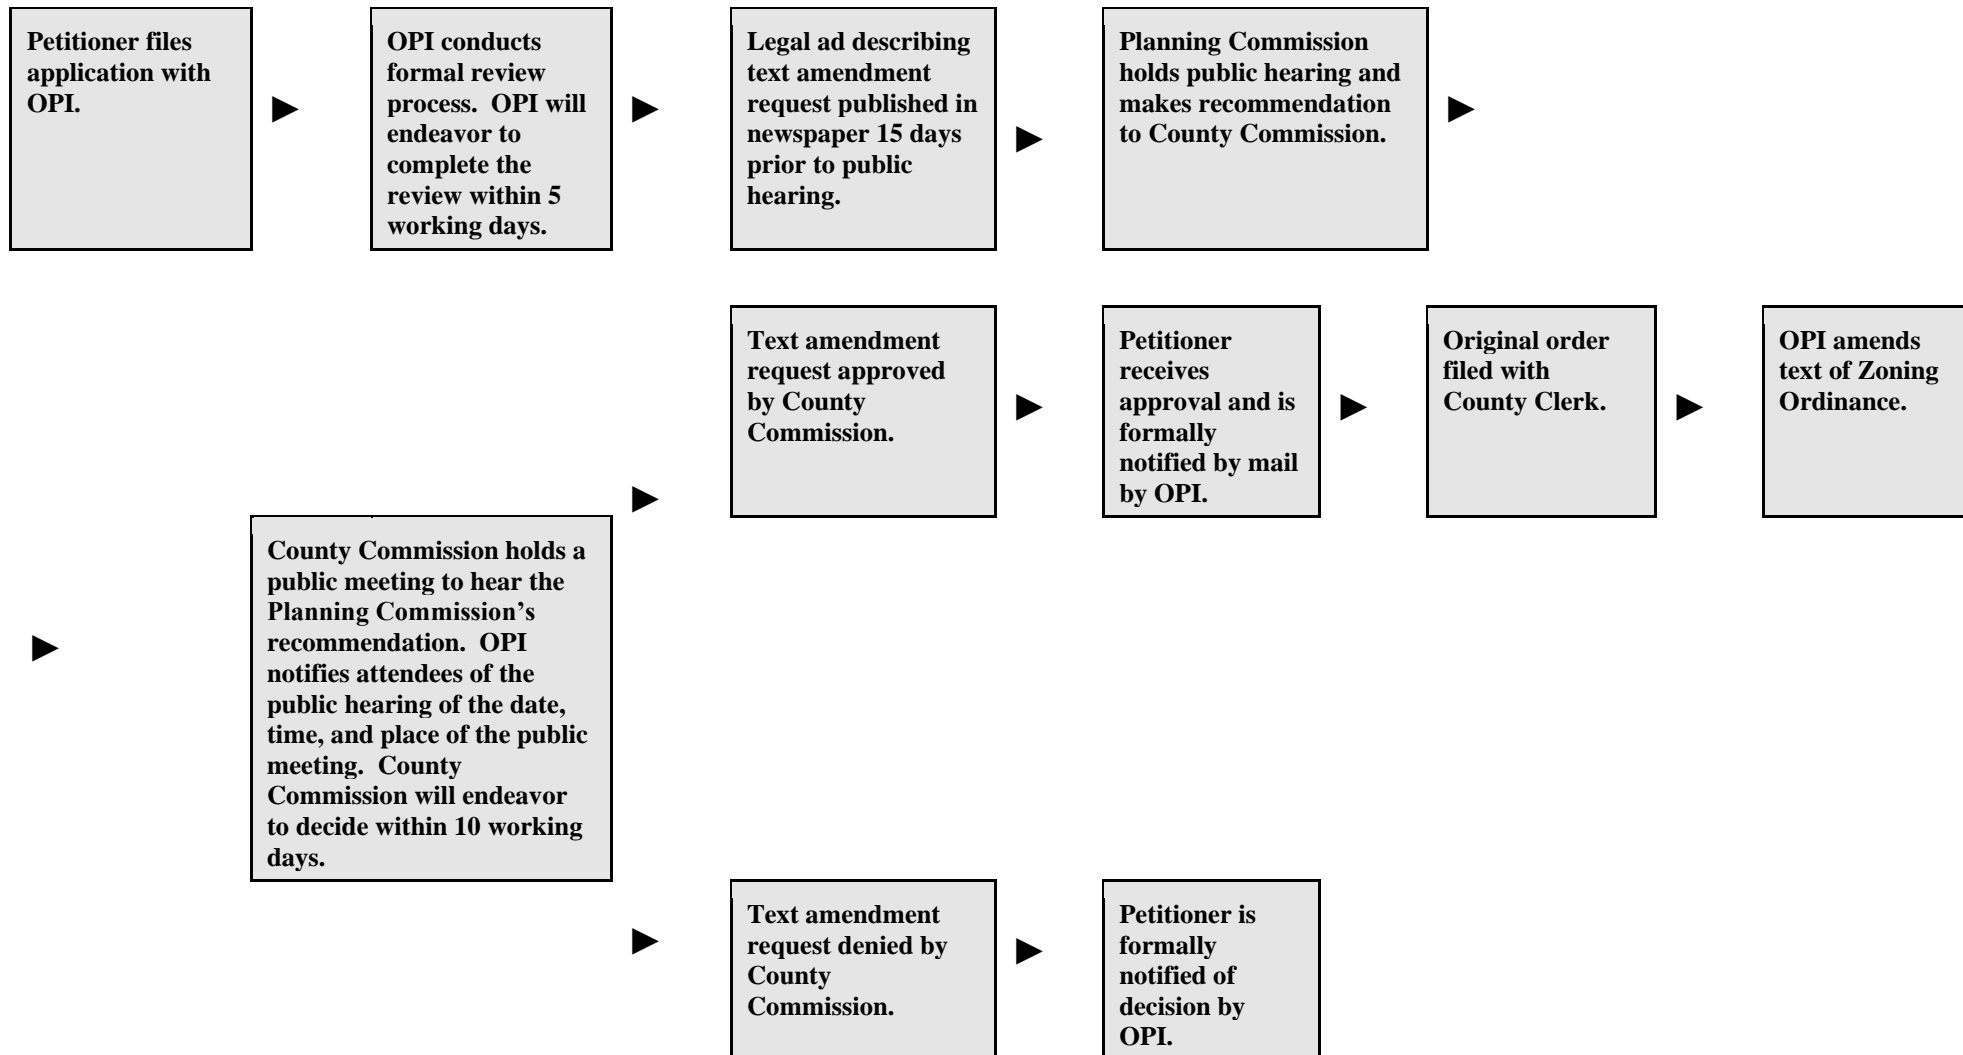 Petitioner files
application with
OPI.
OPI conducts
formal review
process.  OPI will
endeavor to
complete the
review within 5
working days.
Legal ad describing
text amendment
request published in
newspaper 15 days
prior to public
hearing.
Planning Commission
holds public hearing and
makes recommendation
to County Commission.
County Commission holds a
public meeting to hear the
Planning Commission’s
recommendation.  OPI
notifies attendees of the
public hearing of the date,
time, and place of the public
meeting.  County
Commission will endeavor
to decide within 10 working
days.
Text amendment
request approved
by County
Commission.
Petitioner
receives
approval and is
formally
notified by mail
by OPI.
Original order
filed with
County Clerk.
OPI amends
text of Zoning
Ordinance.
Text amendment
request denied by
County
Commission.
Petitioner is
formally
notified of
decision by
OPI.